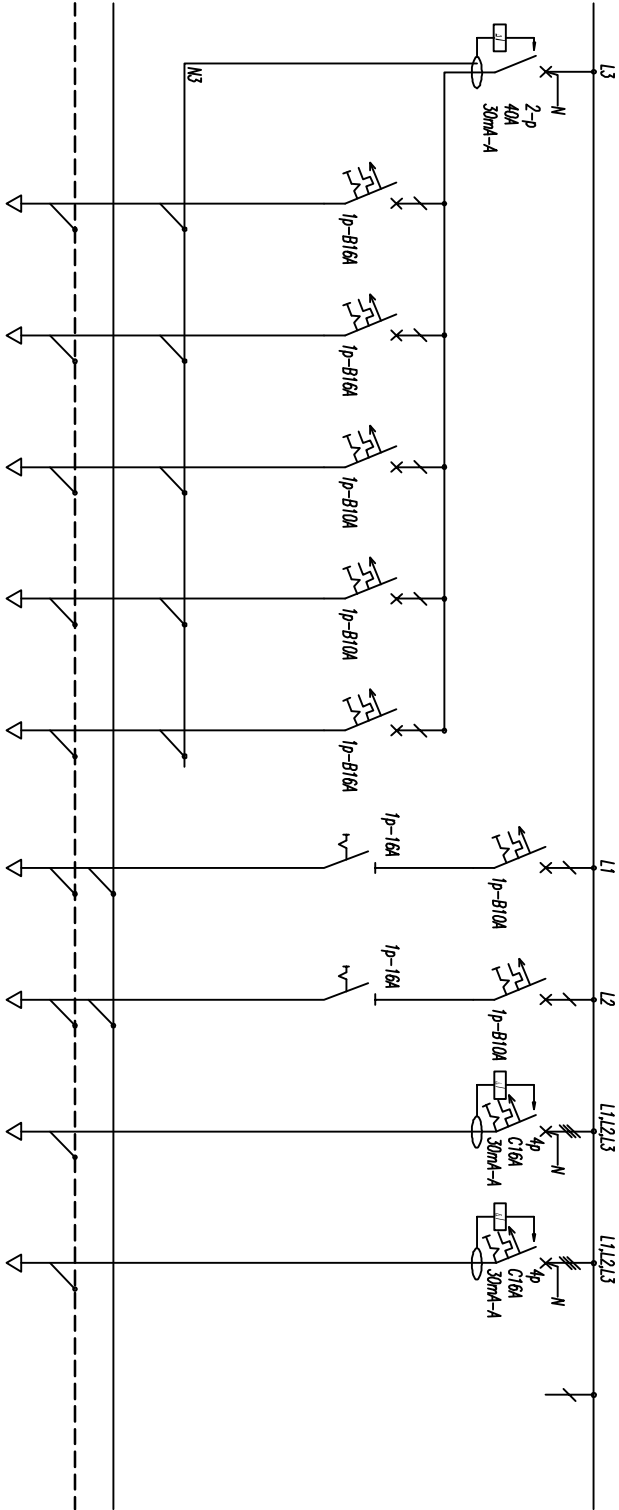 L3
N
2-p
40A
30mA-A
N3
1p-B16A
1p-B16A
1p-B10A
1p-B10A
1p-B16A
L1
1p-B10A
1p-16A
L2
1p-B10A
1p-16A
L1,L2,L3
N
4p
C16A
30mA-A
L1,L2,L3
N
4p
C16A
30mA-A